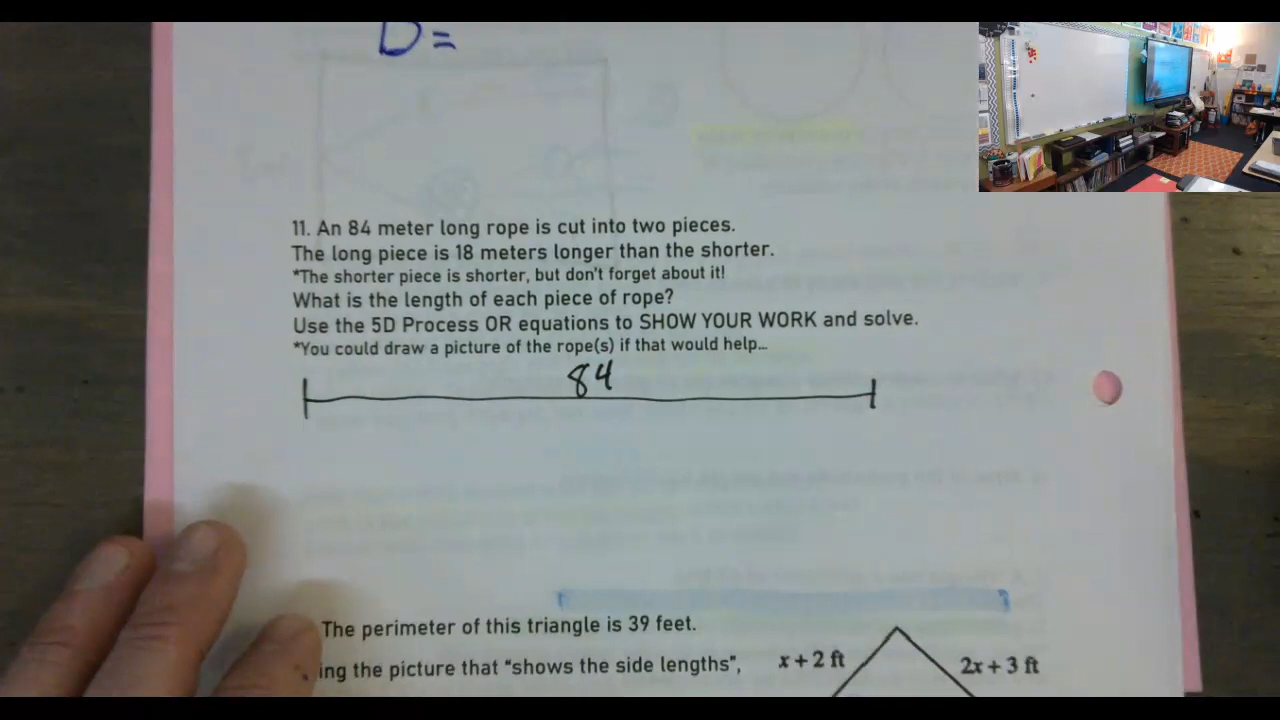 D =
11. An 84 meter long rope is cut into two pieces.
The long piece is 18 meters longer than the shorter.
*The shorter piece is shorter, but don't forget about it!
What is the length of each piece of rope?
Use the 5D Process OR equations to SHOW YOUR WORK and solve.
*You could draw a picture of the rope(s) if that would help...
84
The perimeter of this triangle is 39 feet.
ing the picture that "shows the side lengths",
x + 2 ft
2x + 3 ft